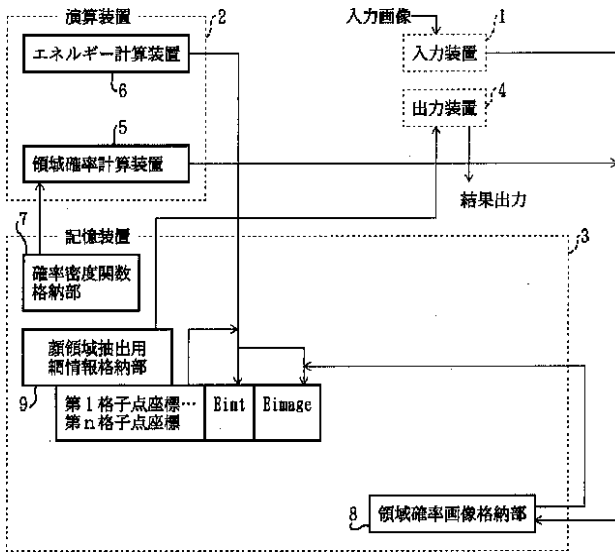 演算装置
2
エネルギー計算装置
6
5
領域確率計算装置
入力画像
1
入力装置
出力装置
4
結果出力
7
記憶装置
3
確率密度関数
格納部
顔領域抽出用
網情報格納部
9
第1格子点座標…
第n格子点座標
Eint
Eimage
8
領域確率画像格納部